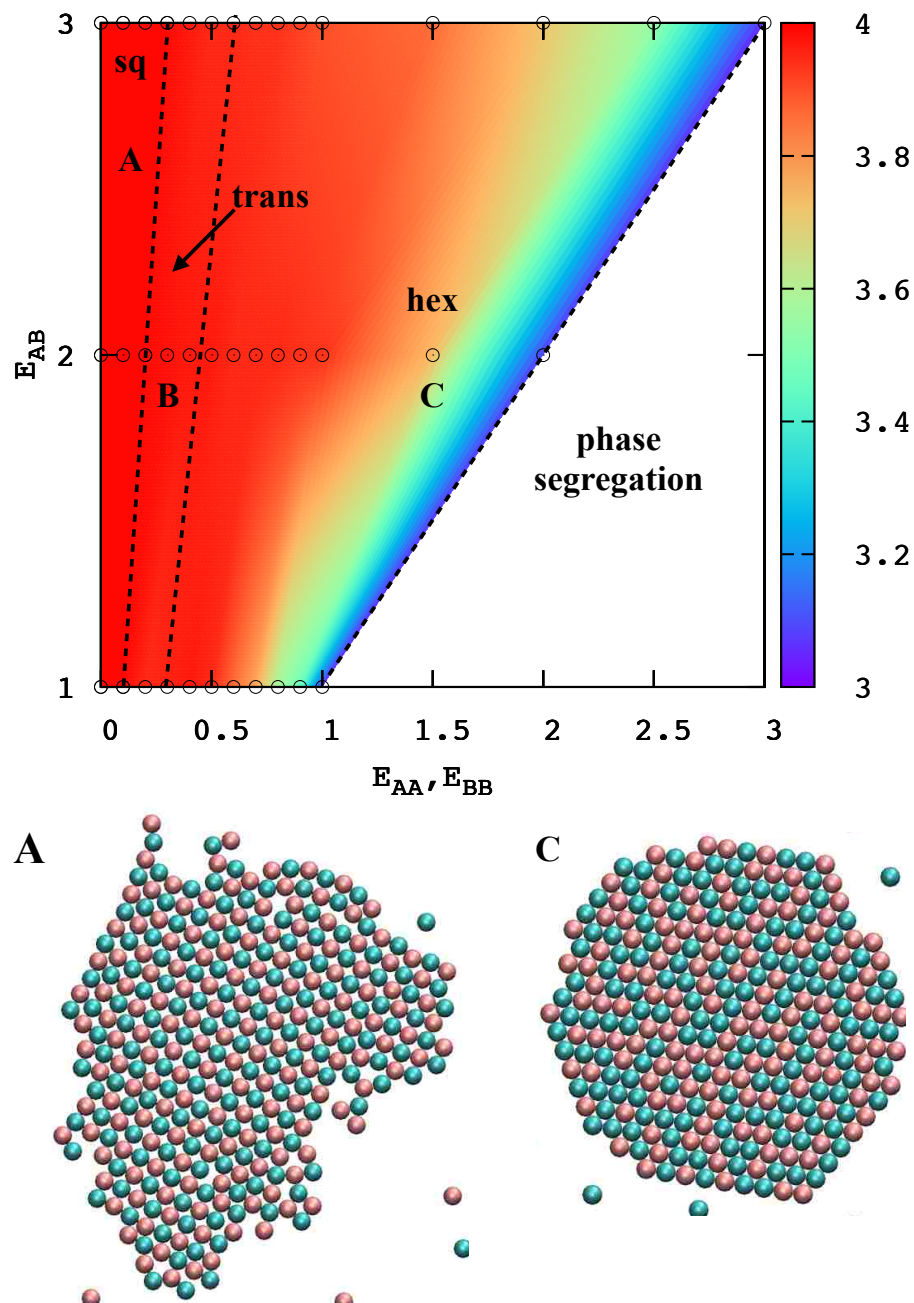 3
2
1
E_AB
sq
A
trans
hex
B
C
phase
segregation
0 0.5 1 1.5 2 2.5 3
E_AA,E_BB
4
3.8
3.6
3.4
3.2
3
A
C